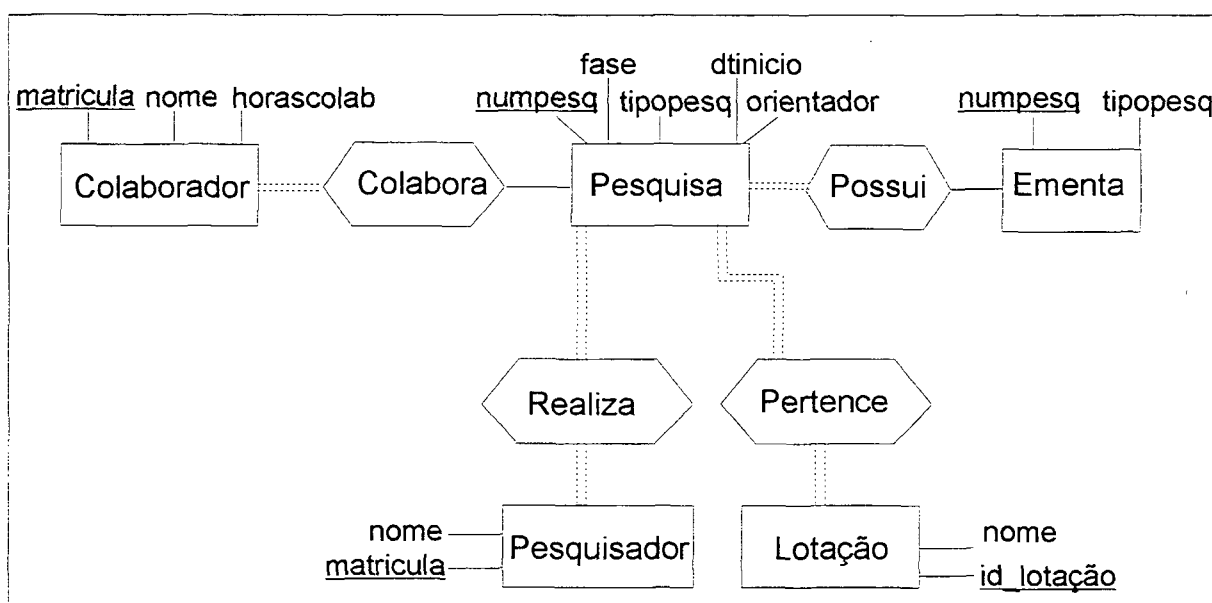 fase dtinicio
matricula nome horascolab numpesq tipopesq orientador numpesq tipopesq
Colaborador Colabora Pesquisa Possui Ementa
Realiza Pertence
nome Pesquisador Lotação nome
matricula id_lotação